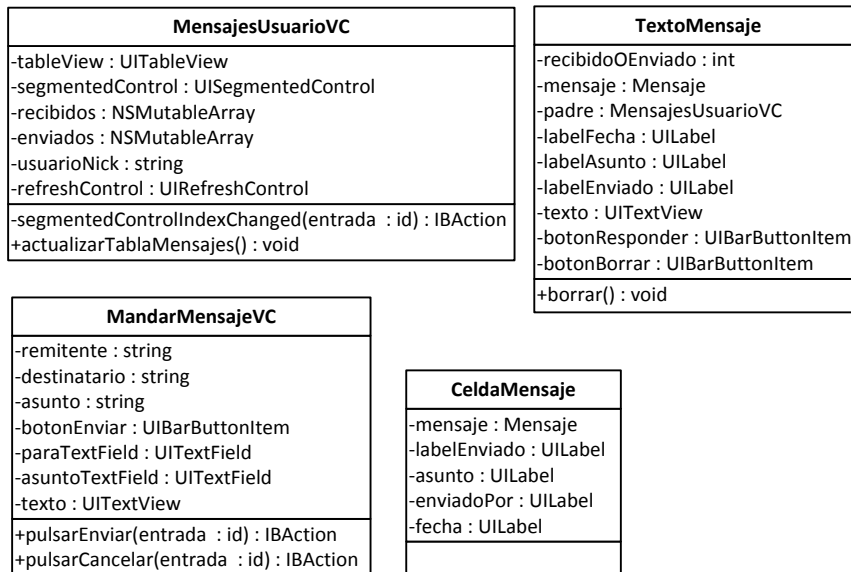 MensajesUsuarioVC
-tableView : UITableView
-segmentedControl : UISegmentedControl
-recibidos : NSMutableArray
-enviados : NSMutableArray
-usuarioNick : string
-refreshControl : UIRefreshControl
-segmentedControlIndexChanged(entrada : id) : IBAction
+actualizarTablaMensajes() : void
TextoMensaje
-recibidoOEnviado : int
-mensaje : Mensaje
-padre : MensajesUsuarioVC
-labelFecha : UILabel
-labelAsunto : UILabel
-labelEnviado : UILabel
-texto : UITextView
-botonResponder : UIBarButtonItem
-botonBorrar : UIBarButtonItem
+borrar() : void
MandarMensajeVC
-remitente : string
-destinatario : string
-asunto : string
-botonEnviar : UIBarButtonItem
-paraTextField : UITextField
-asuntoTextField : UITextField
-texto : UITextView
+pulsarEnviar(entrada : id) : IBAction
+pulsarCancelar(entrada : id) : IBAction
CeldaMensaje
-mensaje : Mensaje
-labelEnviado : UILabel
-asunto : UILabel
-enviadoPor : UILabel
-fecha : UILabel